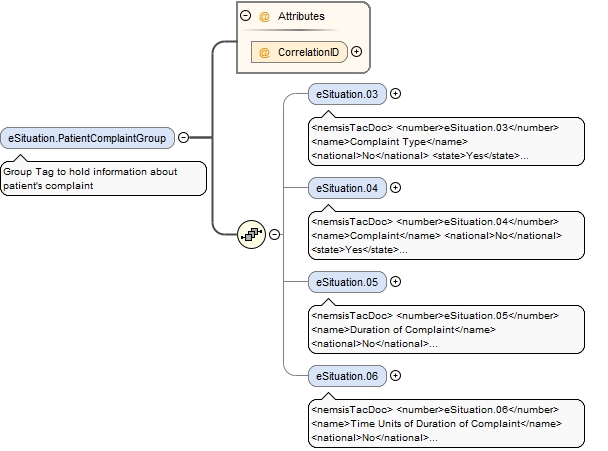 Attributes
@ CorrelationID
eSituation.PatientComplaintGroup
Group Tag to hold information about
patient's complaint
eSituation.03
<nemsisTacDoc> <number>eSituation.03</number>
<name>Complaint Type</name>
<national>No</national> <state>Yes</state>...
eSituation.04
<nemsisTacDoc> <number>eSituation.04</number>
<name>Complaint</name> <national>No</national>
<state>Yes</state>...
eSituation.05
<nemsisTacDoc> <number>eSituation.05</number>
<name>Duration of Complaint</name>
<national>No</national>...
eSituation.06
<nemsisTacDoc> <number>eSituation.06</number>
<name>Time Units of Duration of Complaint</name>
<national>No</national>...